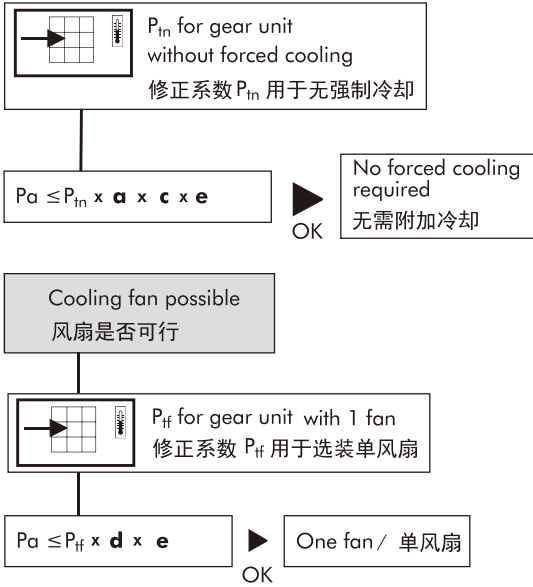 Ptn for gear unit
without forced cooling
修正系数 Ptn 用于无强制冷却
Pa ≤ Ptn x a x c x e
OK
No forced cooling
required
无需附加冷却
Cooling fan possible
风扇是否可行
Ptf for gear unit with 1 fan
修正系数 Ptf 用于选装单风扇
Pa ≤ Ptf x d x e
OK
One fan / 单风扇